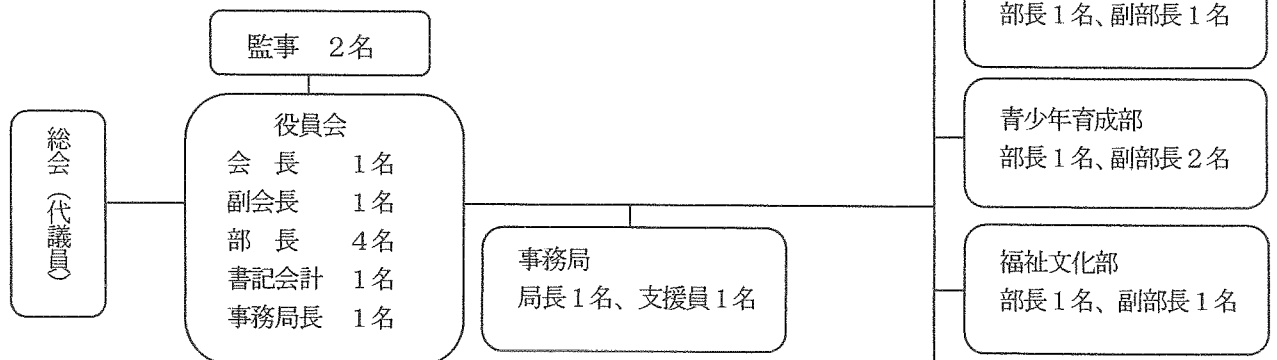 監事　2名
総会（代議員）
役員会
会　長　　1名
副会長　　1名
部　長　　4名
書記会計　1名
事務局長　1名
事務局
局長1名、支援員1名
部長1名、副部長1名
青少年育成部
部長1名、副部長2名
福祉文化部
部長1名、副部長1名